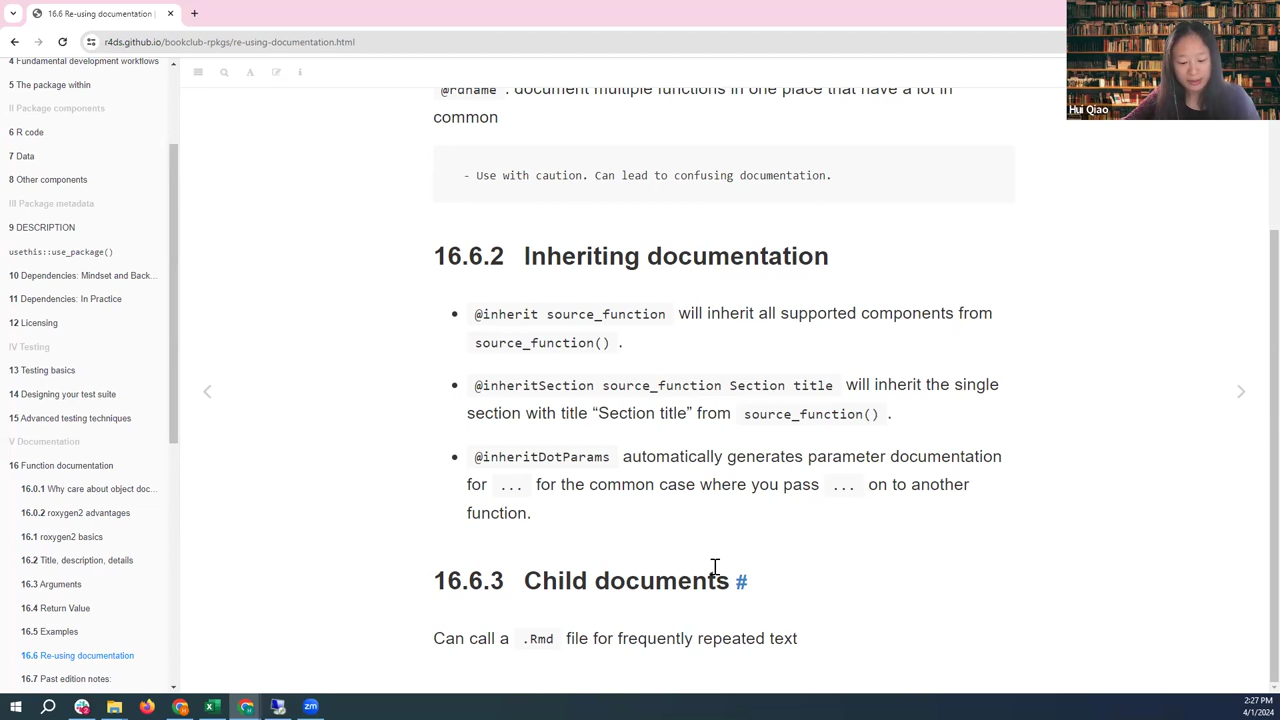 16.6 Re-using documentation |
r4ds.github.io/bookclub-rpkgs/re-using-documentation.html
Hui Qiao
4 Fundamental development workflows
5 The package within
II Package components
6 R code
7 Data
8 Other components
III Package metadata
9 DESCRIPTION
usethis::use_package()
10 Dependencies: Mindset and Back...
11 Dependencies: In Practice
12 Licensing
IV Testing
13 Testing basics
14 Designing your test suite
15 Advanced testing techniques
V Documentation
16 Function documentation
16.0.1 Why care about object doc...
16.0.2 roxygen2 advantages
16.1 roxygen2 basics
16.2 Title, description, details
16.3 Arguments
16.4 Return Value
16.5 Examples
16.6 Re-using documentation
16.7 Past edition notes:
@rdname : document multiple functions in one place that have a lot in
common
- Use with caution. Can lead to confusing documentation.
16.6.2 Inheriting documentation
• @inherit source_function will inherit all supported components from
source_function() .
• @inheritSection source_function Section title will inherit the single
section with title “Section title” from source_function() .
• @inheritDotParams automatically generates parameter documentation
for ... for the common case where you pass ... on to another
function.
16.6.3 Child documents #
Can call a .Rmd file for frequently repeated text
2:27 PM
4/1/2024